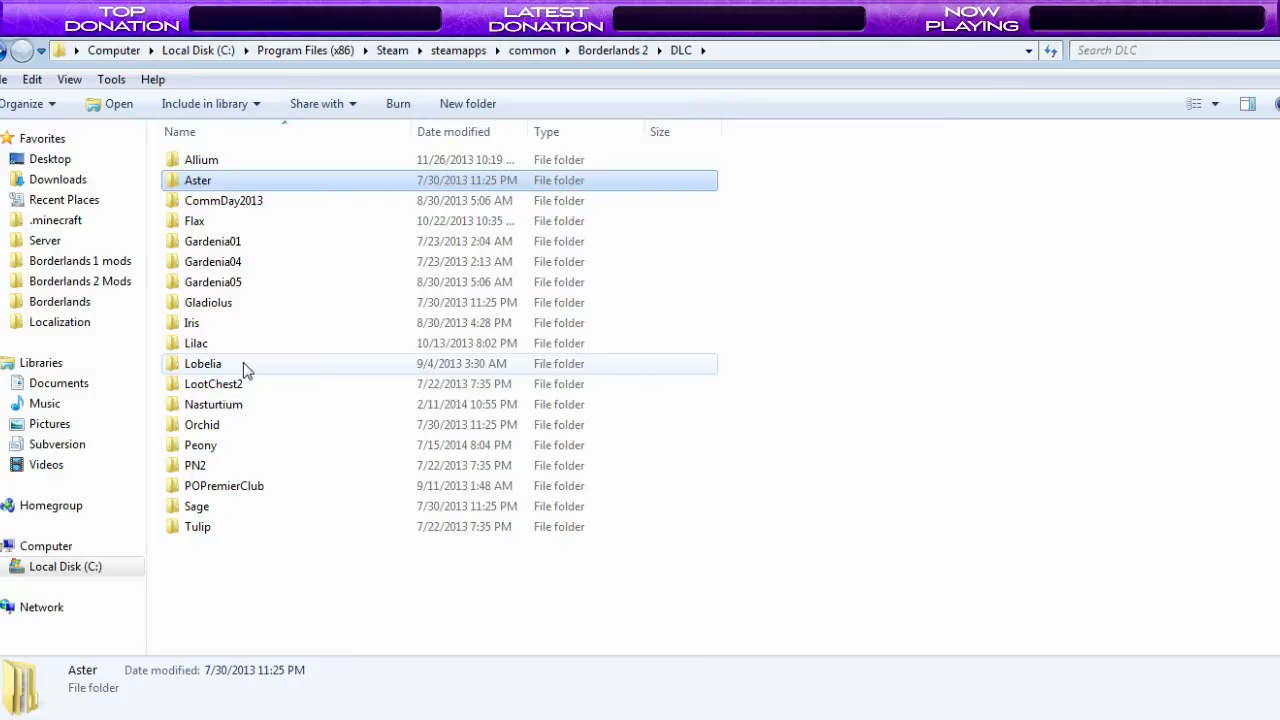 TOP
DONATION
LATEST
DONATION
NOW
PLAYING
Computer Local Disk (C:) Program Files (x86) Steam steamapps common Borderlands 2 DLC
Search DLC
Edit View Tools Help
Organize Open Include in library Share with Burn New folder
Name Date modified Type Size
Favorites
Desktop
Downloads
Recent Places
.minecraft
Server
Borderlands 1 mods
Borderlands 2 Mods
Borderlands
Localization
Libraries
Documents
Music
Pictures
Subversion
Videos
Homegroup
Computer
Local Disk (C:)
Network
Allium 11/26/2013 10:19 ... File folder
Aster 7/30/2013 11:25 PM File folder
CommDay2013 8/30/2013 5:06 AM File folder
Flax 10/22/2013 10:35 ... File folder
Gardenia01 7/23/2013 2:04 AM File folder
Gardenia04 7/23/2013 2:13 AM File folder
Gardenia05 8/30/2013 5:06 AM File folder
Gladiolus 7/30/2013 11:25 PM File folder
Iris 8/30/2013 4:28 PM File folder
Lilac 10/13/2013 8:02 PM File folder
Lobelia 9/4/2013 3:30 AM File folder
LootChest2 7/22/2013 7:35 PM File folder
Nasturtium 2/11/2014 10:55 PM File folder
Orchid 7/30/2013 11:25 PM File folder
Peony 7/15/2014 8:04 PM File folder
PN2 7/22/2013 7:35 PM File folder
POPremierClub 9/11/2013 1:48 AM File folder
Sage 7/30/2013 11:25 PM File folder
Tulip 7/22/2013 7:35 PM File folder
Aster Date modified: 7/30/2013 11:25 PM
File folder